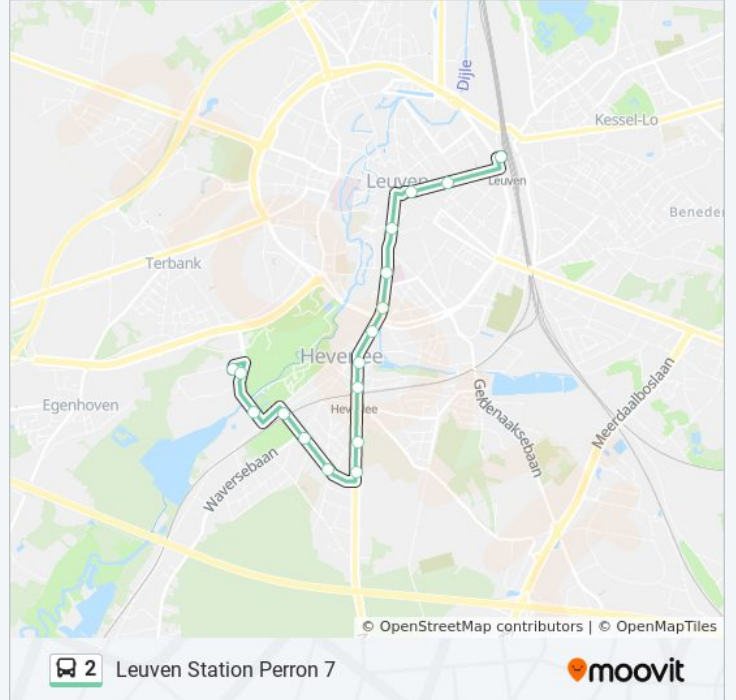 Dijle
Kessel-Lo
Leuven
Leuven
Beneder
Terbank
Heverlee
Egenhoven
Heverlee
Geldenaaksebaan
Meerdaalboslaan
Waversebaan
© OpenStreetMap contributors | © OpenMapTiles
2 Leuven Station Perron 7
moovit